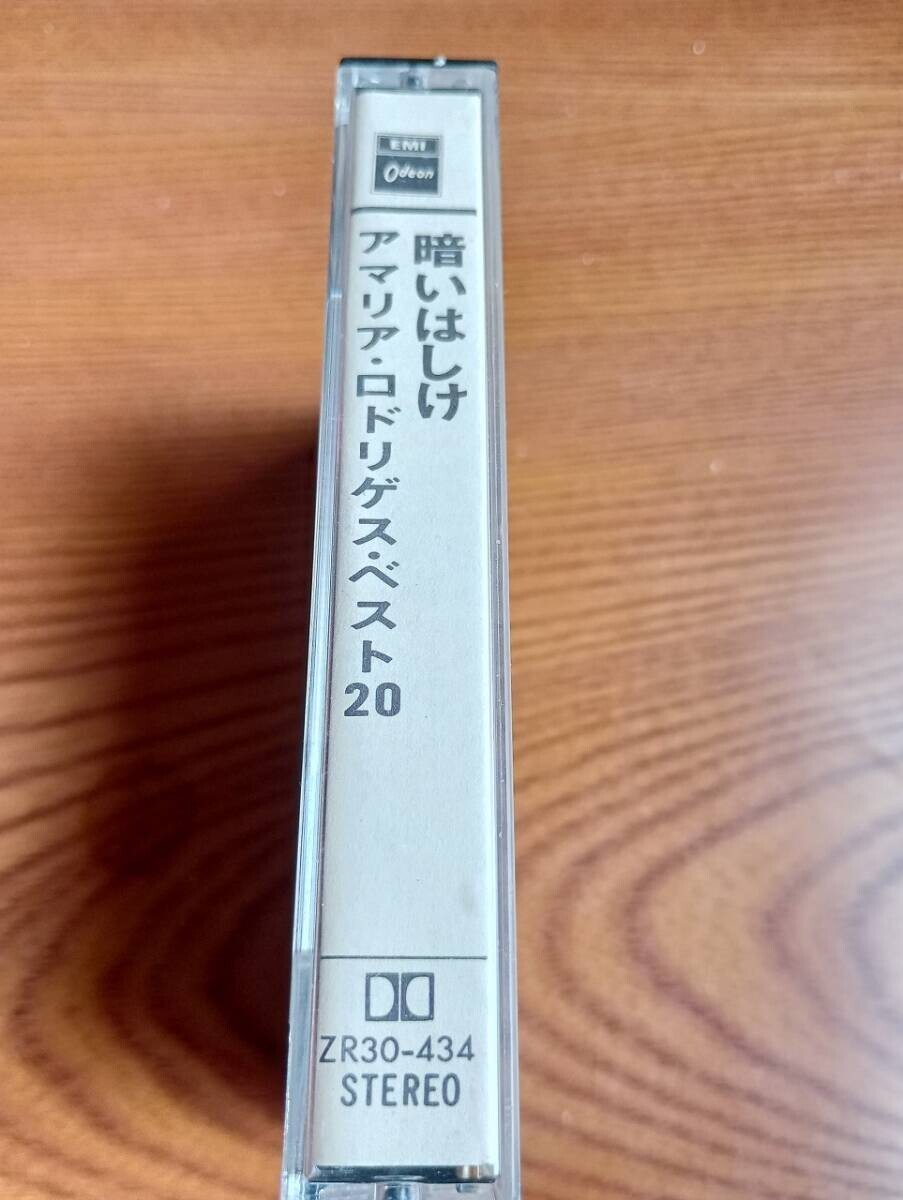 EMI
Odeon
暗いはしけ
アマリア・ロドリゲス・ベスト20
ZR30-434
STEREO